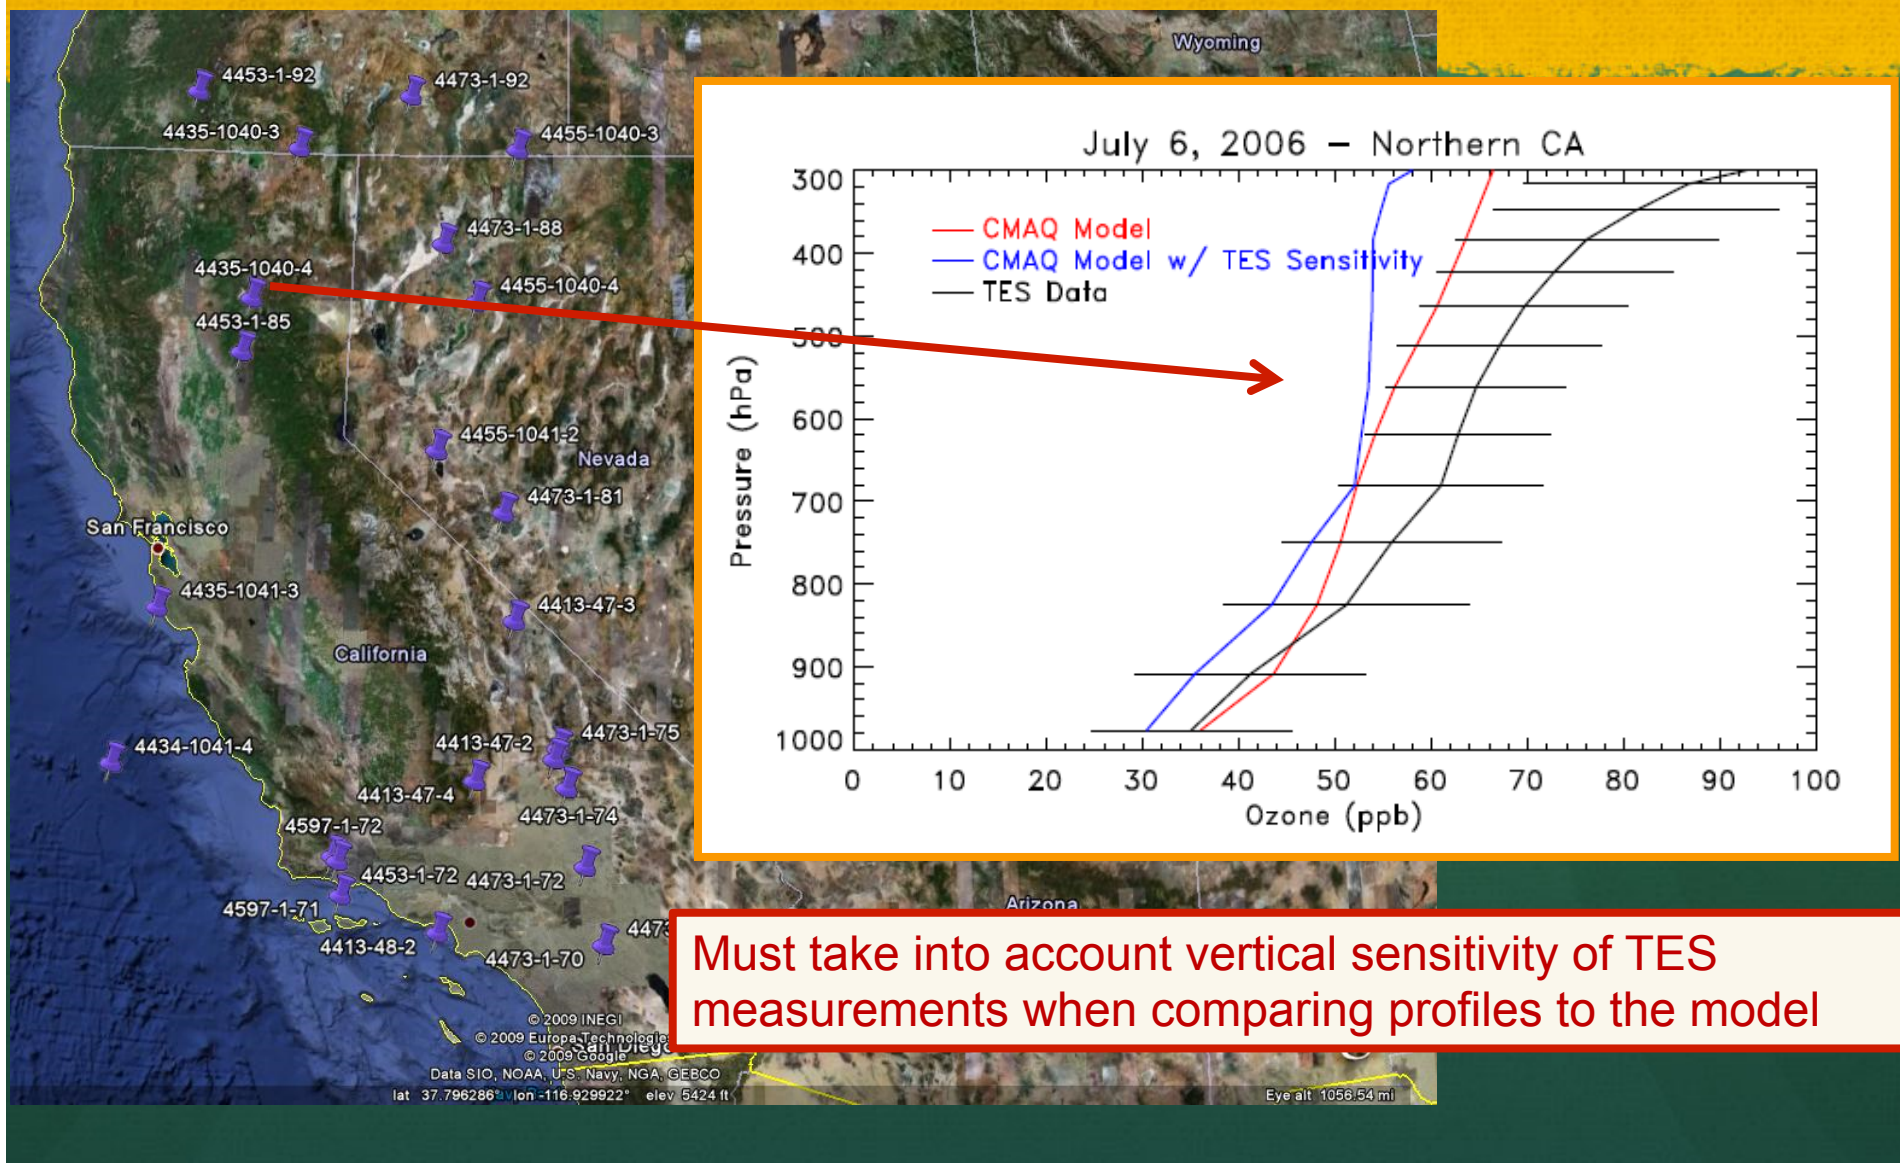 Wyoming
4453-1-92
4473-1-92
4435-1040-3
4455-1040-3
4473-1-88
4435-1040-4
4455-1040-4
4453-1-85
4455-1041-2
Nevada
4473-1-81
San Francisco
4435-1041-3
4413-47-3
California
4434-1041-4
4413-47-2
4473-1-75
4413-47-4
4473-1-74
4597-1-72
4453-1-72
4473-1-72
4597-1-71
4413-48-2
4473-1-70
4473
Arizona
San Diego
© 2009 INEGI
© 2009 Europa Technologie
© 2009 Google
Data SIO, NOAA, U.S. Navy, NGA, GEBCO
lat 37.796286° lon -116.929922° elev 5424 ft
Eye alt 1056.54 mi
July 6, 2006 – Northern CA
CMAQ Model
CMAQ Model w/ TES Sensitivity
TES Data
Pressure (hPa)
300
400
500
600
700
800
900
1000
0 10 20 30 40 50 60 70 80 90 100
Ozone (ppb)
Must take into account vertical sensitivity of TES
measurements when comparing profiles to the model